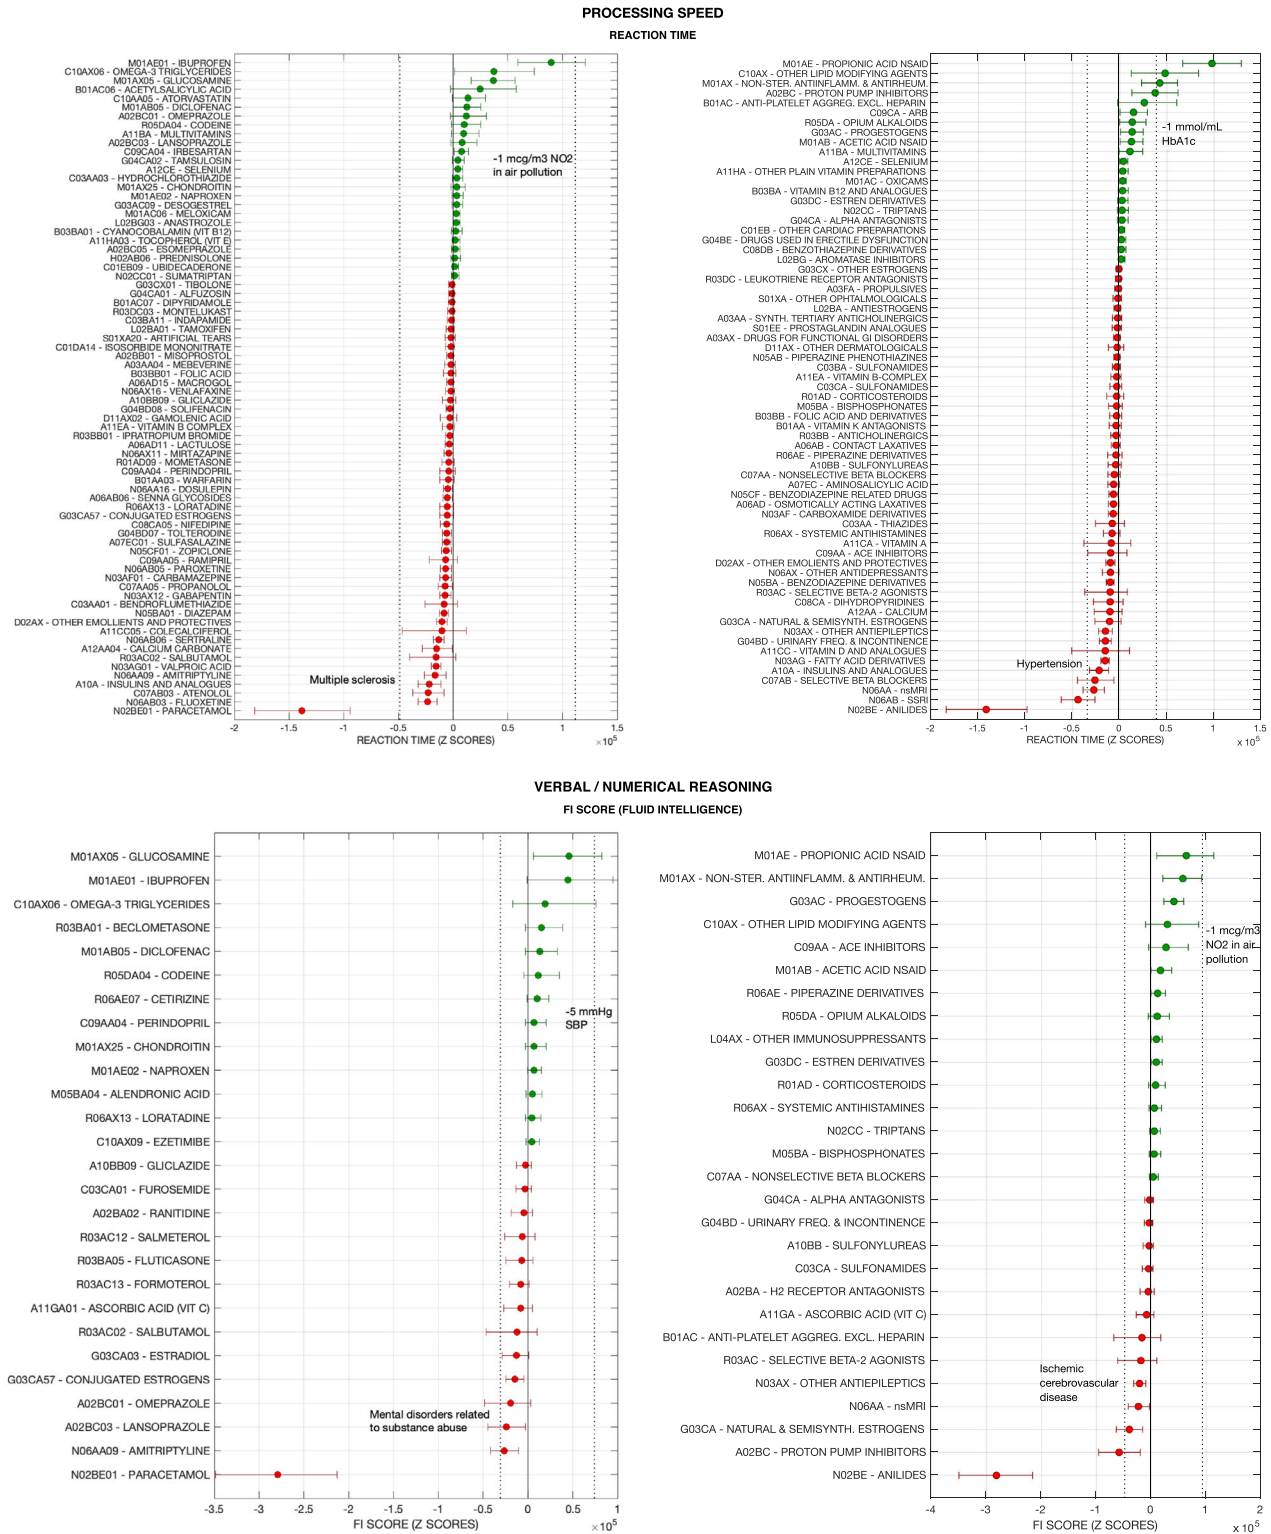 PROCESSING SPEED
REACTION TIME
M01AE01 - IBUPROFEN
C10AX06 - OMEGA-3 TRIGLYCERIDES
M01AX05 - GLUCOSAMINE
B01AC06 - ACETYLSALICYLIC ACID
C10AA05 - ATORVASTATIN
M01AB05 - DICLOFENAC
A02BC01 - OMEPRAZOLE
R05DA04 - CODEINE
A11BA - MULTIVITAMINS
A02BC03 - LANSOPRAZOLE
C09CA04 - IRBESARTAN
G04CA02 - TAMSULOSIN
A12CE - SELENIUM
C03AA03 - HYDROCHLOROTHIAZIDE
M01AX25 - CHONDROITIN
M01AE02 - NAPROXEN
G03AC09 - DESOGESTREL
M01AC06 - MELOXICAM
L02BG03 - ANASTROZOLE
B03BA01 - CYANOCOBALAMIN (VIT B12)
A11HA03 - TOCOPHEROL (VIT E)
A02BC05 - ESOMEPRAZOLE
H02AB06 - PREDNISOLONE
C01EB09 - UBIDECARENONE
N02CC01 - SUMATRIPTAN
G03CX01 - TIBOLONE
G04CA01 - ALFUZOSIN
B01AC07 - DIPYRIDAMOLE
R03DC03 - MONTELUKAST
C03BA11 - INDAPAMIDE
L02BA01 - TAMOXIFEN
S01XA20 - ARTIFICIAL TEARS
C01DA14 - ISOSORBIDE MONONITRATE
A02BB01 - MISOPROSTOL
A03AA04 - MEBEVERINE
B03BB01 - FOLIC ACID
A06AD15 - MACROGOL
N06AX16 - VENLAFAXINE
A10BB09 - GLICLAZIDE
G04BD08 - SOLIFENACIN
D11AX02 - GAMOLENIC ACID
A11EA - VITAMIN B COMPLEX
R03BB01 - IPRATROPIUM BROMIDE
A06AD11 - LACTULOSE
N06AX11 - MIRTAZAPINE
R01AD09 - MOMETASONE
C09AA04 - PERINDOPRIL
B01AA03 - WARFARIN
N06AA16 - DOSULEPIN
A06AB06 - SENNA GLYCOSIDES
R06AX13 - LORATADINE
G03CA57 - CONJUGATED ESTROGENS
C08CA05 - NIFEDIPINE
G04BD07 - TOLTERODINE
A07EC01 - SULFASALAZINE
N05CF01 - ZOPICLONE
C09AA05 - RAMIPRIL
N06AB05 - PAROXETINE
N03AF01 - CARBAMAZEPINE
C07AA05 - PROPANOLOL
N03AX12 - GABAPENTIN
C03AA01 - BENDROFLUMETHIAZIDE
N05BA01 - DIAZEPAM
D02AX - OTHER EMOLLIENTS AND PROTECTIVES
A11CC05 - COLECALCIFEROL
N06AB06 - SERTRALINE
A12AA04 - CALCIUM CARBONATE
R03AC02 - SALBUTAMOL
N03AG01 - VALPROIC ACID
N06AA09 - AMITRIPTYLINE
A10A - INSULINS AND ANALOGUES
C07AB03 - ATENOLOL
N06AB03 - FLUOXETINE
N02BE01 - PARACETAMOL
-1 mcg/m3 NO2
in air pollution
Multiple sclerosis
-2 -1.5 -1 -0.5 0 0.5 1 1.5
REACTION TIME (Z SCORES)
×10^5
M01AE - PROPIONIC ACID NSAID
C10AX - OTHER LIPID MODIFYING AGENTS
M01AX - NON-STER. ANTIINFLAMM. & ANTIRHEUM.
A02BC - PROTON PUMP INHIBITORS
B01AC - ANTI-PLATELET AGGREG. EXCL. HEPARIN
C09CA - ARB
R05DA - OPIUM ALKALOIDS
G03AC - PROGESTOGENS
M01AB - ACETIC ACID NSAID
A11BA - MULTIVITAMINS
A12CE - SELENIUM
A11HA - OTHER PLAIN VITAMIN PREPARATIONS
M01AC - OXICAMS
B03BA - VITAMIN B12 AND ANALOGUES
G03DC - ESTREN DERIVATIVES
N02CC - TRIPTANS
G04CA - ALPHA ANTAGONISTS
C01EB - OTHER CARDIAC PREPARATIONS
G04BE - DRUGS USED IN ERECTILE DYSFUNCTION
C08DB - BENZOTHIAZEPINE DERIVATIVES
L02BG - AROMATASE INHIBITORS
G03CX - OTHER ESTROGENS
R03DC - LEUKOTRIENE RECEPTOR ANTAGONISTS
A03FA - PROPULSIVES
S01XA - OTHER OPHTALMOLOGICALS
L02BA - ANTIESTROGENS
A03AA - SYNTH. TERTIARY ANTICHOLINERGICS
S01EE - PROSTAGLANDIN ANALOGUES
A03AX - DRUGS FOR FUNCTIONAL GI DISORDERS
D11AX - OTHER DERMATOLOGICALS
N05AB - PIPERAZINE PHENOTHIAZINES
C03BA - SULFONAMIDES
A11EA - VITAMIN B-COMPLEX
C03CA - SULFONAMIDES
R01AD - CORTICOSTEROIDS
M05BA - BISPHOSPHONATES
B03BB - FOLIC ACID AND DERIVATIVES
B01AA - VITAMIN K ANTAGONISTS
R03BB - ANTICHOLINERGICS
A06AB - CONTACT LAXATIVES
R06AE - PIPERAZINE DERIVATIVES
A10BB - SULFONYLUREAS
C07AA - NONSELECTIVE BETA BLOCKERS
A07EC - AMINOSALICYLIC ACID
N05CF - BENZODIAZEPINE RELATED DRUGS
A06AD - OSMOTICALLY ACTING LAXATIVES
N03AF - CARBOXAMIDE DERIVATIVES
C03AA - THIAZIDES
R06AX - SYSTEMIC ANTIHISTAMINES
A11CA - VITAMIN A
C09AA - ACE INHIBITORS
D02AX - OTHER EMOLIENTS AND PROTECTIVES
N06AX - OTHER ANTIDEPRESSANTS
N05BA - BENZODIAZEPINE DERIVATIVES
R03AC - SELECTIVE BETA-2 AGONISTS
C08CA - DIHYDROPYRIDINES
A12AA - CALCIUM
G03CA - NATURAL & SEMISYNTH. ESTROGENS
N03AX - OTHER ANTIEPILEPTICS
G04BD - URINARY FREQ. & INCONTINENCE
A11CC - VITAMIN D AND ANALOGUES
N03AG - FATTY ACID DERIVATIVES
A10A - INSULINS AND ANALOGUES
C07AB - SELECTIVE BETA BLOCKERS
N06AA - nsMRI
N06AB - SSRI
N02BE - ANILIDES
-1 mmol/mL
HbA1c
Hypertension
-2 -1.5 -1 -0.5 0 0.5 1 1.5
REACTION TIME (Z SCORES)
x 10^5
VERBAL / NUMERICAL REASONING
FI SCORE (FLUID INTELLIGENCE)
M01AX05 - GLUCOSAMINE
M01AE01 - IBUPROFEN
C10AX06 - OMEGA-3 TRIGLYCERIDES
R03BA01 - BECLOMETASONE
M01AB05 - DICLOFENAC
R05DA04 - CODEINE
R06AE07 - CETIRIZINE
C09AA04 - PERINDOPRIL
M01AX25 - CHONDROITIN
M01AE02 - NAPROXEN
M05BA04 - ALENDRONIC ACID
R06AX13 - LORATADINE
C10AX09 - EZETIMIBE
A10BB09 - GLICLAZIDE
C03CA01 - FUROSEMIDE
A02BA02 - RANITIDINE
R03AC12 - SALMETEROL
R03BA05 - FLUTICASONE
R03AC13 - FORMOTEROL
A11GA01 - ASCORBIC ACID (VIT C)
R03AC02 - SALBUTAMOL
G03CA03 - ESTRADIOL
G03CA57 - CONJUGATED ESTROGENS
A02BC01 - OMEPRAZOLE
A02BC03 - LANSOPRAZOLE
N06AA09 - AMITRIPTYLINE
N02BE01 - PARACETAMOL
-5 mmHg
SBP
Mental disorders related
to substance abuse
-3.5 -3 -2.5 -2 -1.5 -1 -0.5 0 0.5 1
FI SCORE (Z SCORES)
×10^5
M01AE - PROPIONIC ACID NSAID
M01AX - NON-STER. ANTIINFLAMM. & ANTIRHEUM.
G03AC - PROGESTOGENS
C10AX - OTHER LIPID MODIFYING AGENTS
C09AA - ACE INHIBITORS
M01AB - ACETIC ACID NSAID
R06AE - PIPERAZINE DERIVATIVES
R05DA - OPIUM ALKALOIDS
L04AX - OTHER IMMUNOSUPPRESSANTS
G03DC - ESTREN DERIVATIVES
R01AD - CORTICOSTEROIDS
R06AX - SYSTEMIC ANTIHISTAMINES
N02CC - TRIPTANS
M05BA - BISPHOSPHONATES
C07AA - NONSELECTIVE BETA BLOCKERS
G04CA - ALPHA ANTAGONISTS
G04BD - URINARY FREQ. & INCONTINENCE
A10BB - SULFONYLUREAS
C03CA - SULFONAMIDES
A02BA - H2 RECEPTOR ANTAGONISTS
A11GA - ASCORBIC ACID (VIT C)
B01AC - ANTI-PLATELET AGGREG. EXCL. HEPARIN
R03AC - SELECTIVE BETA-2 AGONISTS
N03AX - OTHER ANTIEPILEPTICS
N06AA - nsMRI
G03CA - NATURAL & SEMISYNTH. ESTROGENS
A02BC - PROTON PUMP INHIBITORS
N02BE - ANILIDES
-1 mcg/m3
NO2 in air
pollution
Ischemic
cerebrovascular
disease
-4 -3 -2 -1 0 1 2
FI SCORE (Z SCORES)
x 10^5